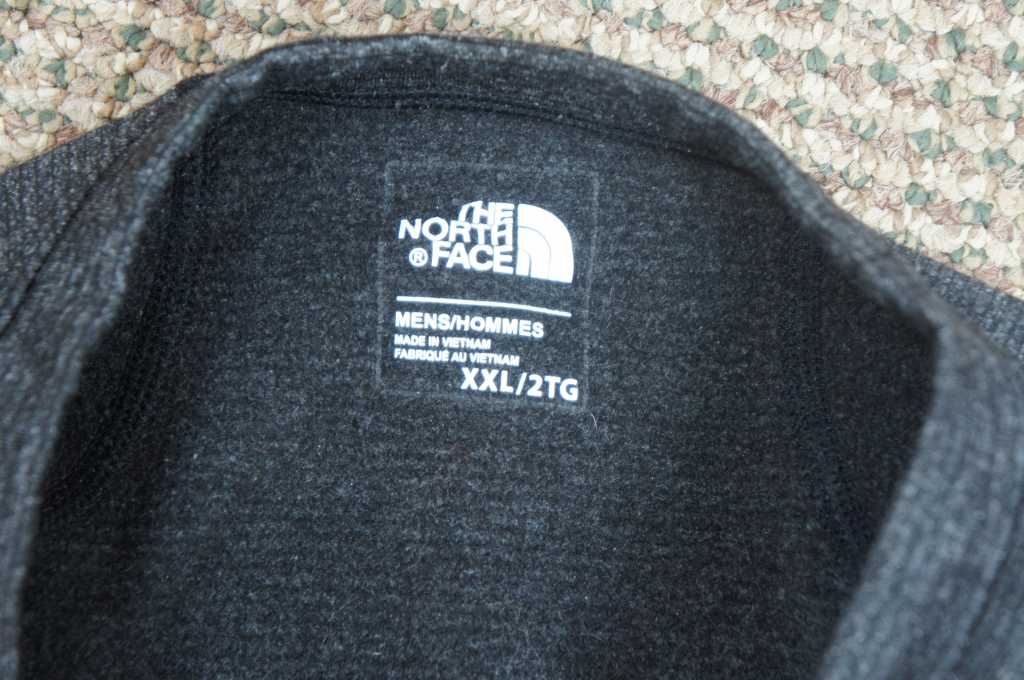 THE
NORTH
® FACE
MENS/HOMMES
MADE IN VIETNAM
FABRIQUÉ AU VIETNAM
XXL/2TG